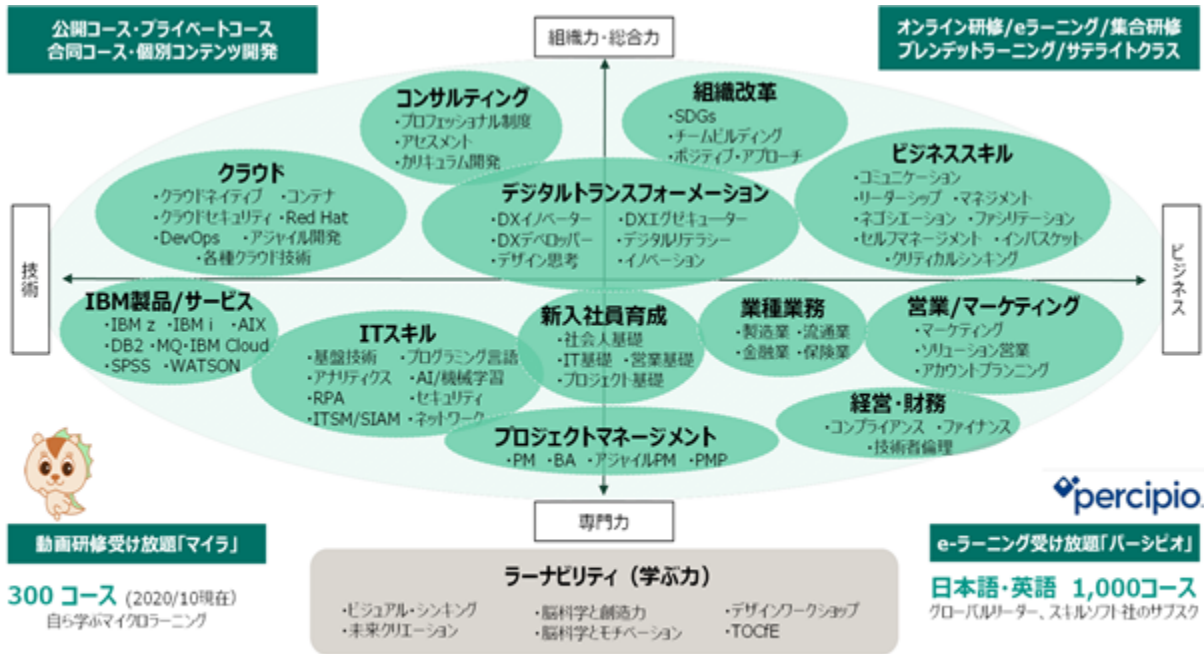 公開コース・プライベートコース
合同コース・個別コンテンツ開発
組織力・総合力
オンライン研修/eラーニング/集合研修
ブレンデットラーニング/サテライトクラス
コンサルティング
・プロフェッショナル制度
・アセスメント
・カリキュラム開発
組織改革
・SDGs
・チームビルディング
・ポジティブ・アプローチ
クラウド
・クラウドネイティブ ・コンテナ
・クラウドセキュリティ ・Red Hat
・DevOps ・アジャイル開発
・各種クラウド技術
デジタルトランスフォーメーション
・DXイノベーター ・DXエグゼキューター
・DXデベロッパー ・デジタルリテラシー
・デザイン思考 ・イノベーション
ビジネススキル
・コミュニケーション
・リーダーシップ ・マネジメント
・ネゴシエーション ・ファシリテーション
・セルフマネージメント ・インバスケット
・クリティカルシンキング
技術
ビジネス
IBM製品/サービス
・IBM z ・IBM i ・AIX
・DB2 ・MQ・IBM Cloud
・SPSS ・WATSON
ITスキル
・基盤技術 ・プログラミング言語
・アナリティクス ・AI/機械学習
・RPA ・セキュリティ
・ITSM/SIAM ・ネットワーク
新入社員育成
・社会人基礎
・IT基礎 ・営業基礎
・プロジェクト基礎
業種業務
・製造業 ・流通業
・金融業 ・保険業
営業/マーケティング
・マーケティング
・ソリューション営業
・アカウントプランニング
経営・財務
・コンプライアンス ・ファイナンス
・技術者倫理
プロジェクトマネージメント
・PM ・BA ・アジャイルPM ・PMP
専門力
percipio.
動画研修受け放題「マイラ」
300 コース (2020/10現在)
自ら学ぶマイクロラーニング
ラーナビリティ（学ぶ力）
・ビジュアル・シンキング ・脳科学と創造力 ・デザインワークショップ
・未来クリエーション ・脳科学とモチベーション ・TOCfE
e-ラーニング受け放題「パーシピオ」
日本語・英語 1,000コース
グローバルリーダー、スキルソフト社のサブスク